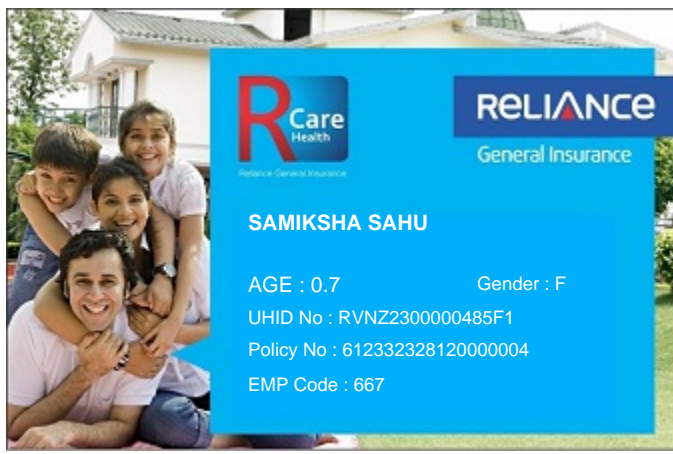 R Care
Health
Reliance General Insurance
RELIANCE
General Insurance
SAMIKSHA SAHU
AGE : 0.7 Gender : F
UHID No : RVNZ2300000485F1
Policy No : 612332328120000004
EMP Code : 667